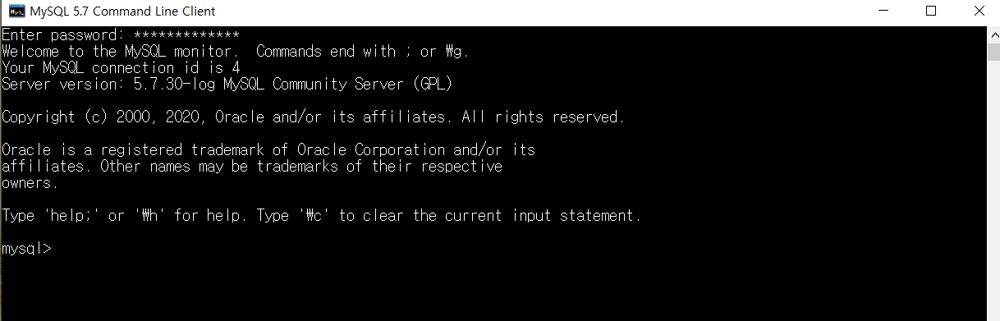 MySQL 5.7 Command Line Client
Enter password: *************
Welcome to the MySQL monitor.  Commands end with ; or ₩g.
Your MySQL connection id is 4
Server version: 5.7.30-log MySQL Community Server (GPL)
Copyright (c) 2000, 2020, Oracle and/or its affiliates. All rights reserved.
Oracle is a registered trademark of Oracle Corporation and/or its
affiliates. Other names may be trademarks of their respective
owners.
Type 'help;' or '₩h' for help. Type '₩c' to clear the current input statement.
mysql>